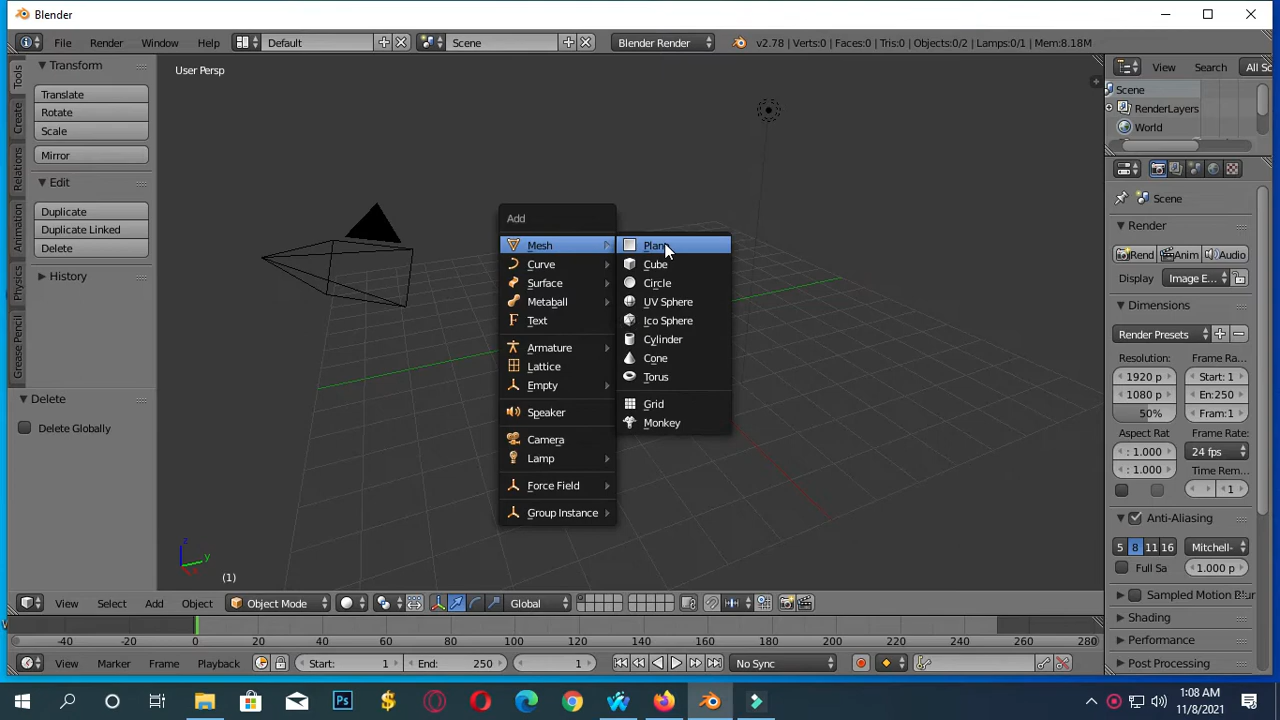 Blender
File Render Window Help Default Scene Blender Render v2.78 | Verts:0 | Faces:0 | Tris:0 | Objects:0/2 | Lamps:0/1 | Mem:8.18M
Tools
Create
Relations
Animation
Physics
Grease Pencil
Transform
Translate
Rotate
Scale
Mirror
Edit
Duplicate
Duplicate Linked
Delete
History
Delete
Delete Globally
User Persp
Add
Mesh
Curve
Surface
Metaball
Text
Armature
Lattice
Empty
Speaker
Camera
Lamp
Force Field
Group Instance
Cube
Circle
UV Sphere
Ico Sphere
Cylinder
Cone
Torus
Grid
Monkey
z
y
(1)
View Search All Sc
Scene
RenderLayers
World
Scene
Render
Rend Anim Audio
Display Image E...
Dimensions
Render Presets
Resolution: Frame Ra...
1920 p Start: 1
1080 p En:250
50% Fram:1
Aspect Rat Frame Rate:
: 1.000 24 fps
: 1.000 Time Rem...
1
Anti-Aliasing
5 8 11 16 Mitchell-
Full Sa 1.000 p
Sampled Motion Blur
Shading
Performance
Post Processing
View Select Add Object Object Mode Global
-40 -20 0 20 40 60 80 100 120 140 160 180 200 220 240 260 280
View Marker Frame Playback Start: 1 End: 250 1 No Sync
Ps
1:08 AM
11/8/2021